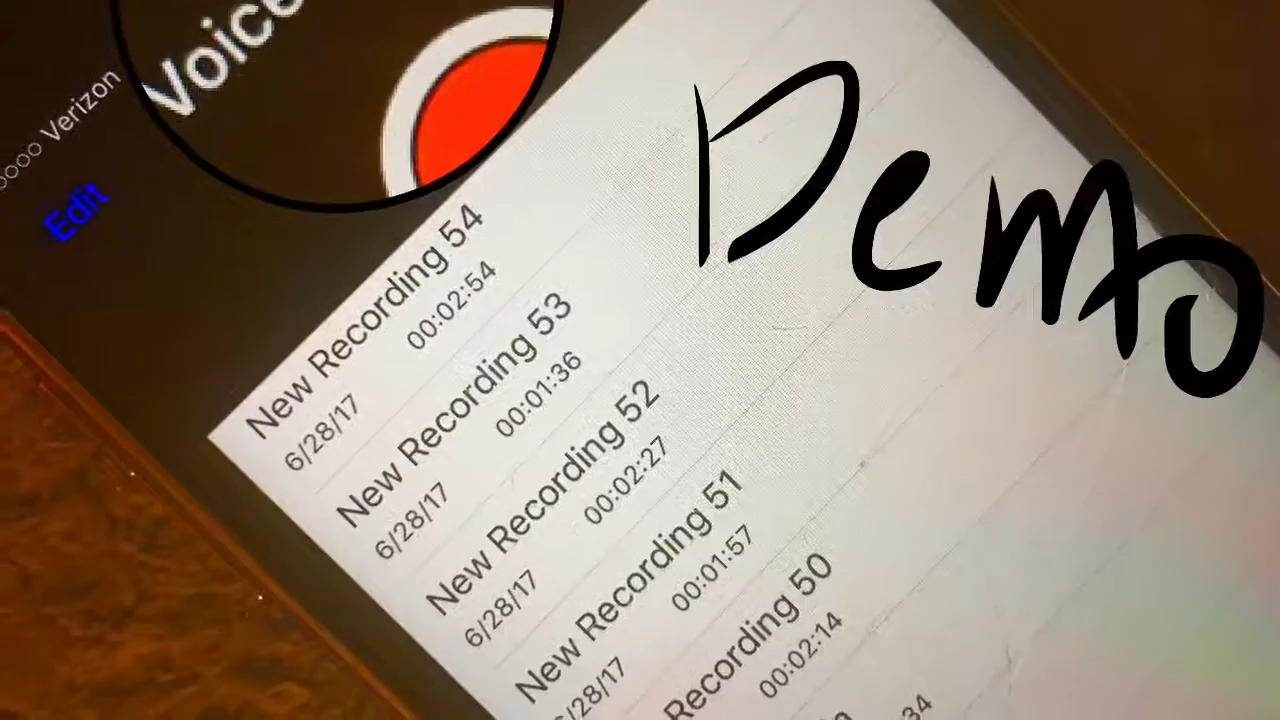 Voice
Verizon
Edit
Demo
New Recording 54
6/28/17 00:02:54
New Recording 53
6/28/17 00:01:36
New Recording 52
6/28/17 00:02:27
New Recording 51
6/28/17 00:01:57
Recording 50
00:02:14
34